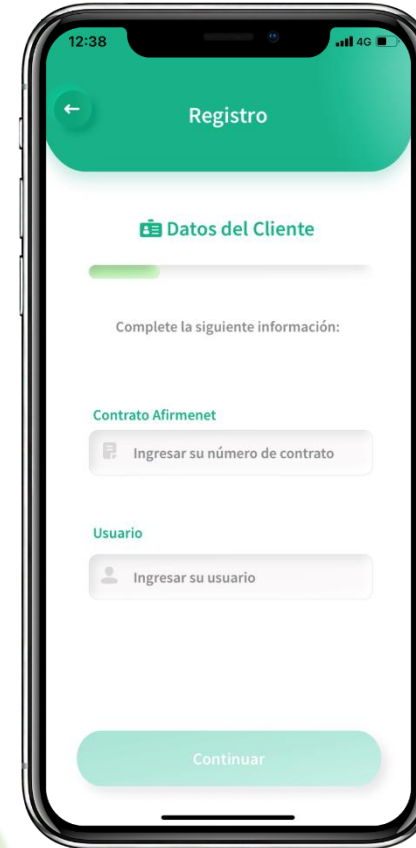 12:38
4G
Registro
Datos del Cliente
Complete la siguiente información:
Contrato Afirmenet
Ingresar su número de contrato
Usuario
Ingresar su usuario
Continuar